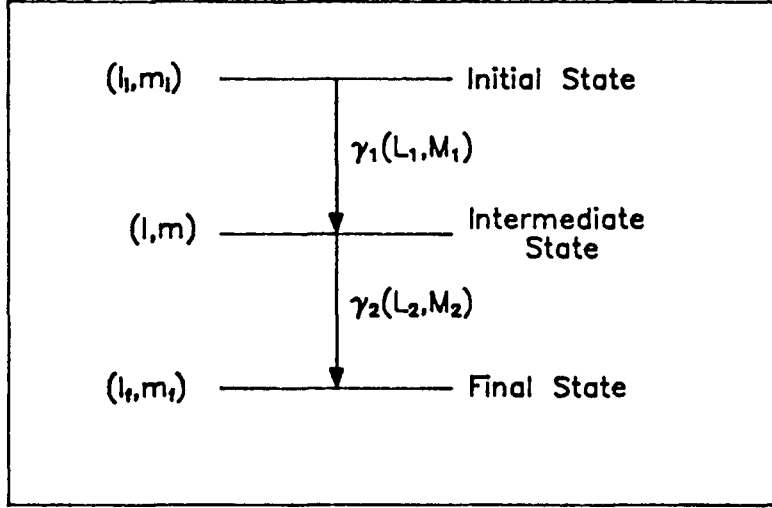 (I_i,m_i) Initial State
γ₁(L₁,M₁)
(I,m) Intermediate
State
γ₂(L₂,M₂)
(I_f,m_f) Final State